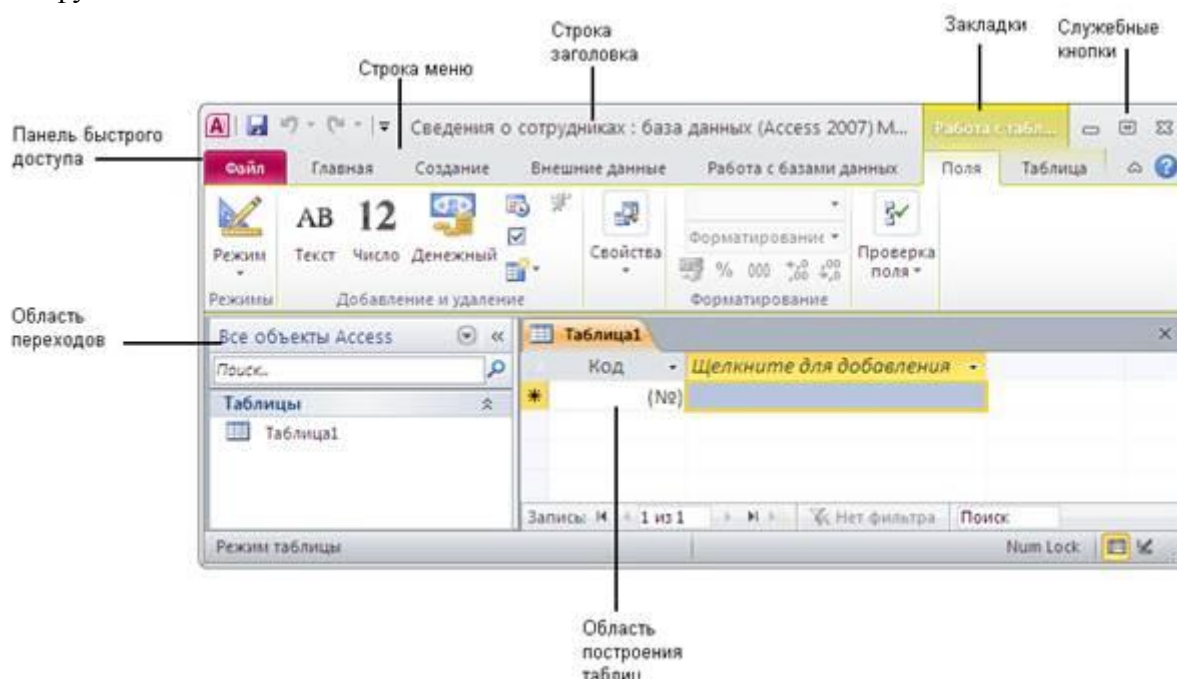 Строка
заголовка
Закладки
Служебные
кнопки
Строка меню
Панель быстрого
доступа
Сведения о сотрудниках : база данных (Access 2007) M...
Работа с табл...
Файл Главная Создание Внешние данные Работа с базами данных Поля Таблица
AB 12
Режим Текст Число Денежный Свойства Форматирование Проверка
поля
% 000
Режимы Добавление и удаление Форматирование
Область
переходов
Все объекты Access
Поиск...
Таблицы
Таблица1
Таблица1
Код Щелкните для добавления
(№)
Запись: 1 из 1 Нет фильтра Поиск
Режим таблицы Num Lock
Область
построения
таблиц